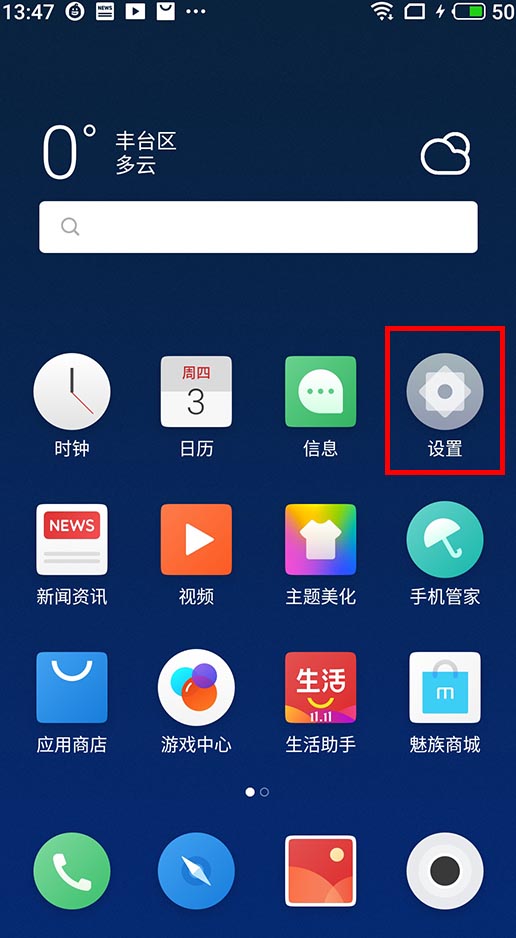 13:47
NEWS
50
0°
丰台区
多云
周四
3
时钟
日历
信息
设置
NEWS
新闻资讯
视频
主题美化
手机管家
生活
11.11
m
应用商店
游戏中心
生活助手
魅族商城